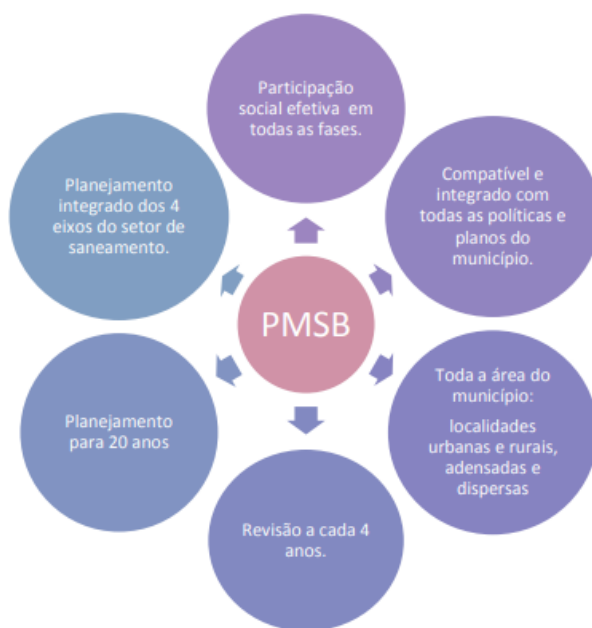 Participação
social efetiva em
todas as fases.
Compatível e
integrado com
todas as políticas e
planos do
município.
Toda a área do
município:
localidades
urbanas e rurais,
adensadas e
dispersas
Revisão a cada 4
anos.
Planejamento
para 20 anos
Planejamento
integrado dos 4
eixos do setor de
saneamento.
PMSB